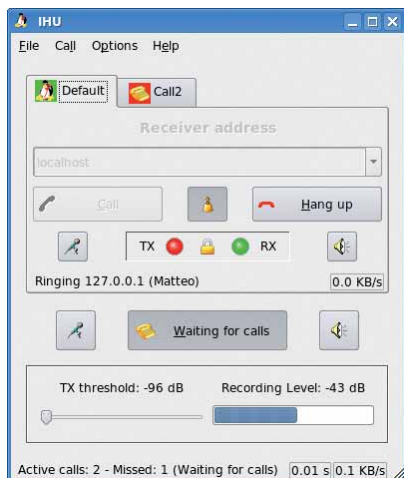 IHU
File Call Options Help
Default Call2
Receiver address
localhost
Call Hang up
TX RX
Ringing 127.0.0.1 (Matteo) 0.0 KB/s
Waiting for calls
TX threshold: -96 dB Recording Level: -43 dB
Active calls: 2 - Missed: 1 (Waiting for calls) 0.01 s 0.1 KB/s